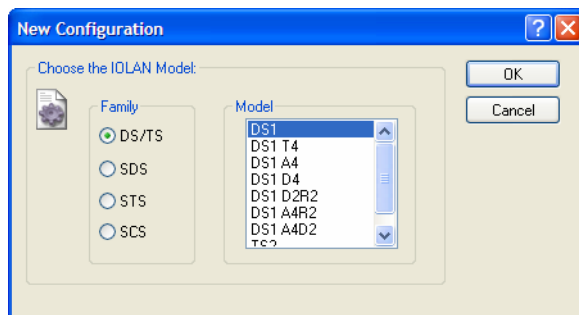 New Configuration
Choose the IOLAN Model:
OK
Cancel
Family
DS/TS
SDS
STS
SCS
Model
DS1
DS1 T4
DS1 A4
DS1 D4
DS1 D2R2
DS1 A4R2
DS1 A4D2
TS2